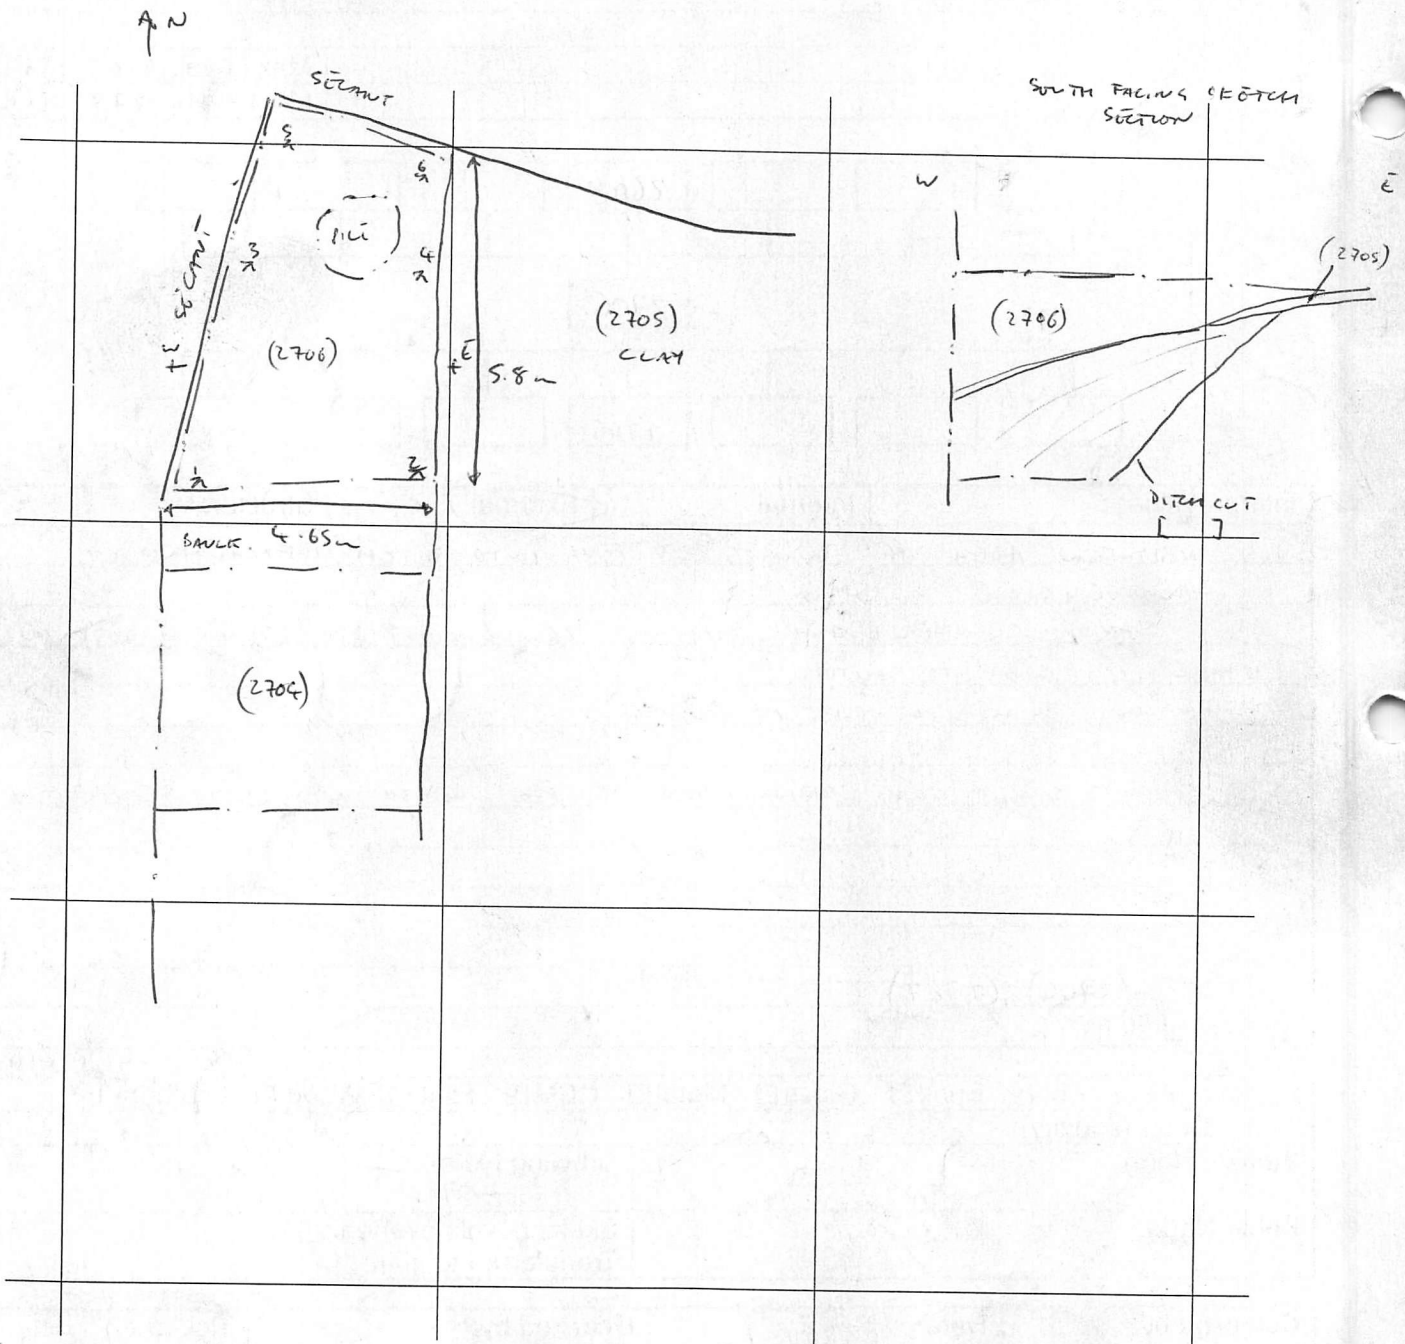 N
SECANT
5
6
PILE
SECANT
3
4
+W
(2706)
+E
5.8m
(2705)
CLAY
1
2
BAULK
4.65m
(2704)
SOUTH FACING SKETCH
SECTION
W
E
(2705)
(2706)
DITCH CUT
[ ]